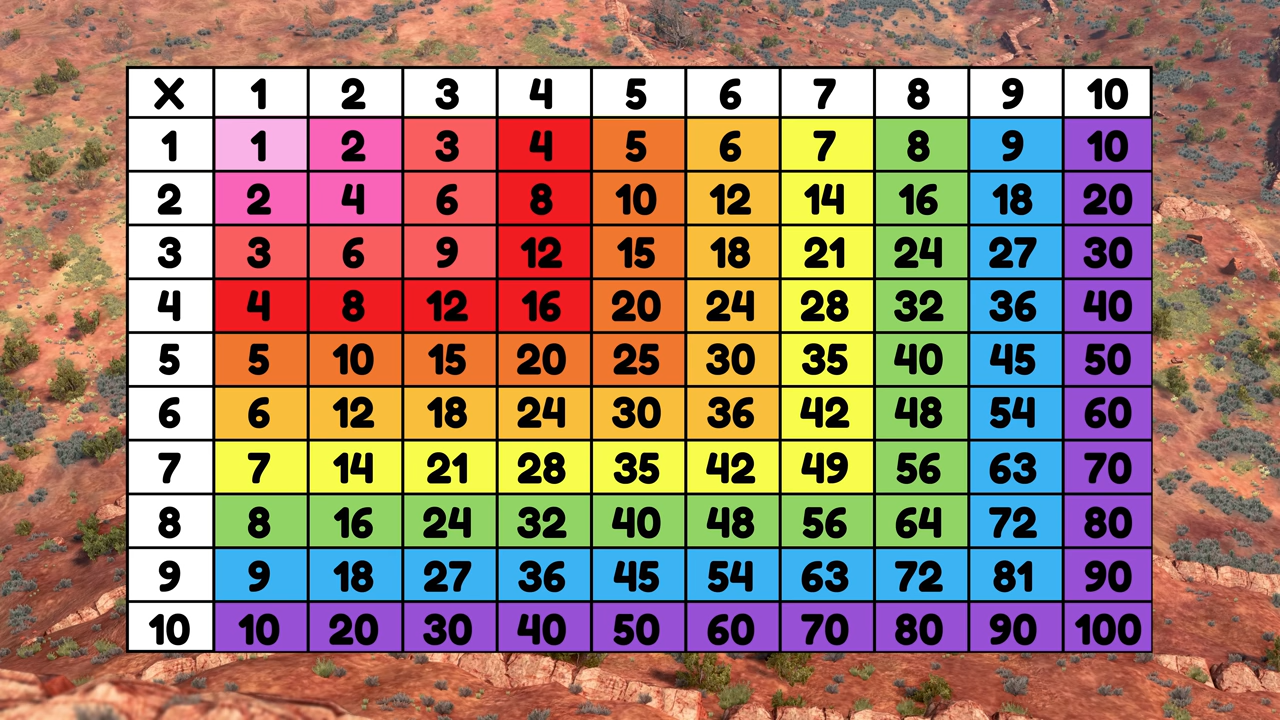 X 1 2 3 4 5 6 7 8 9 10
1 1 2 3 4 5 6 7 8 9 10
2 2 4 6 8 10 12 14 16 18 20
3 3 6 9 12 15 18 21 24 27 30
4 4 8 12 16 20 24 28 32 36 40
5 5 10 15 20 25 30 35 40 45 50
6 6 12 18 24 30 36 42 48 54 60
7 7 14 21 28 35 42 49 56 63 70
8 8 16 24 32 40 48 56 64 72 80
9 9 18 27 36 45 54 63 72 81 90
10 10 20 30 40 50 60 70 80 90 100